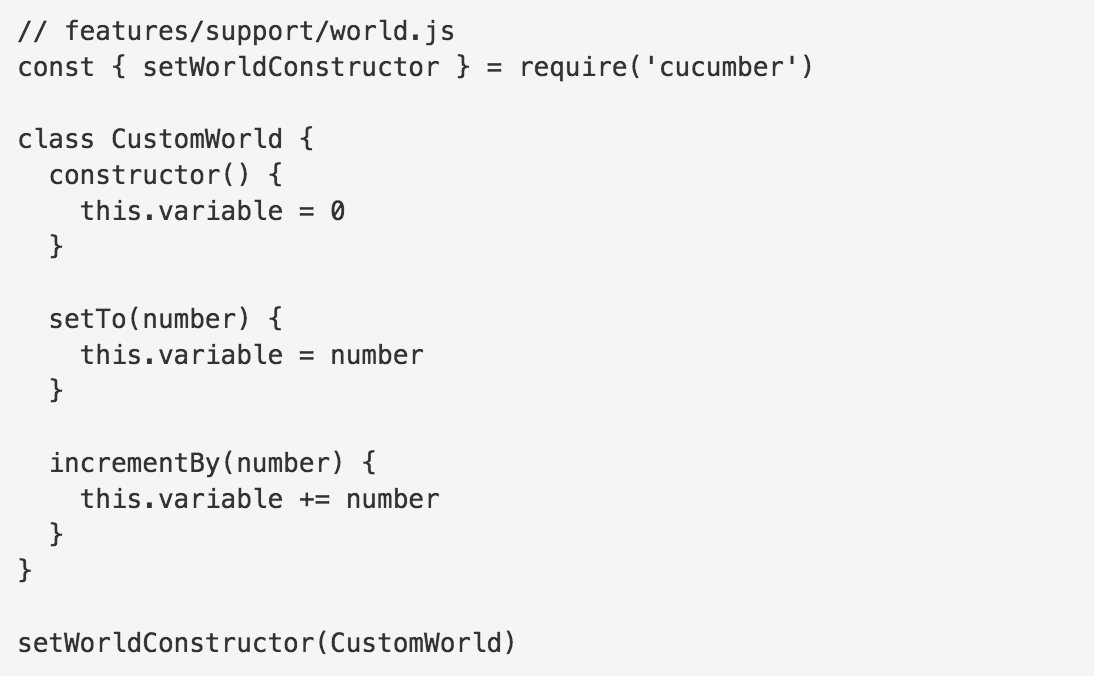 // features/support/world.js
const { setWorldConstructor } = require('cucumber')

class CustomWorld {
  constructor() {
    this.variable = 0
  }

  setTo(number) {
    this.variable = number
  }

  incrementBy(number) {
    this.variable += number
  }
}

setWorldConstructor(CustomWorld)